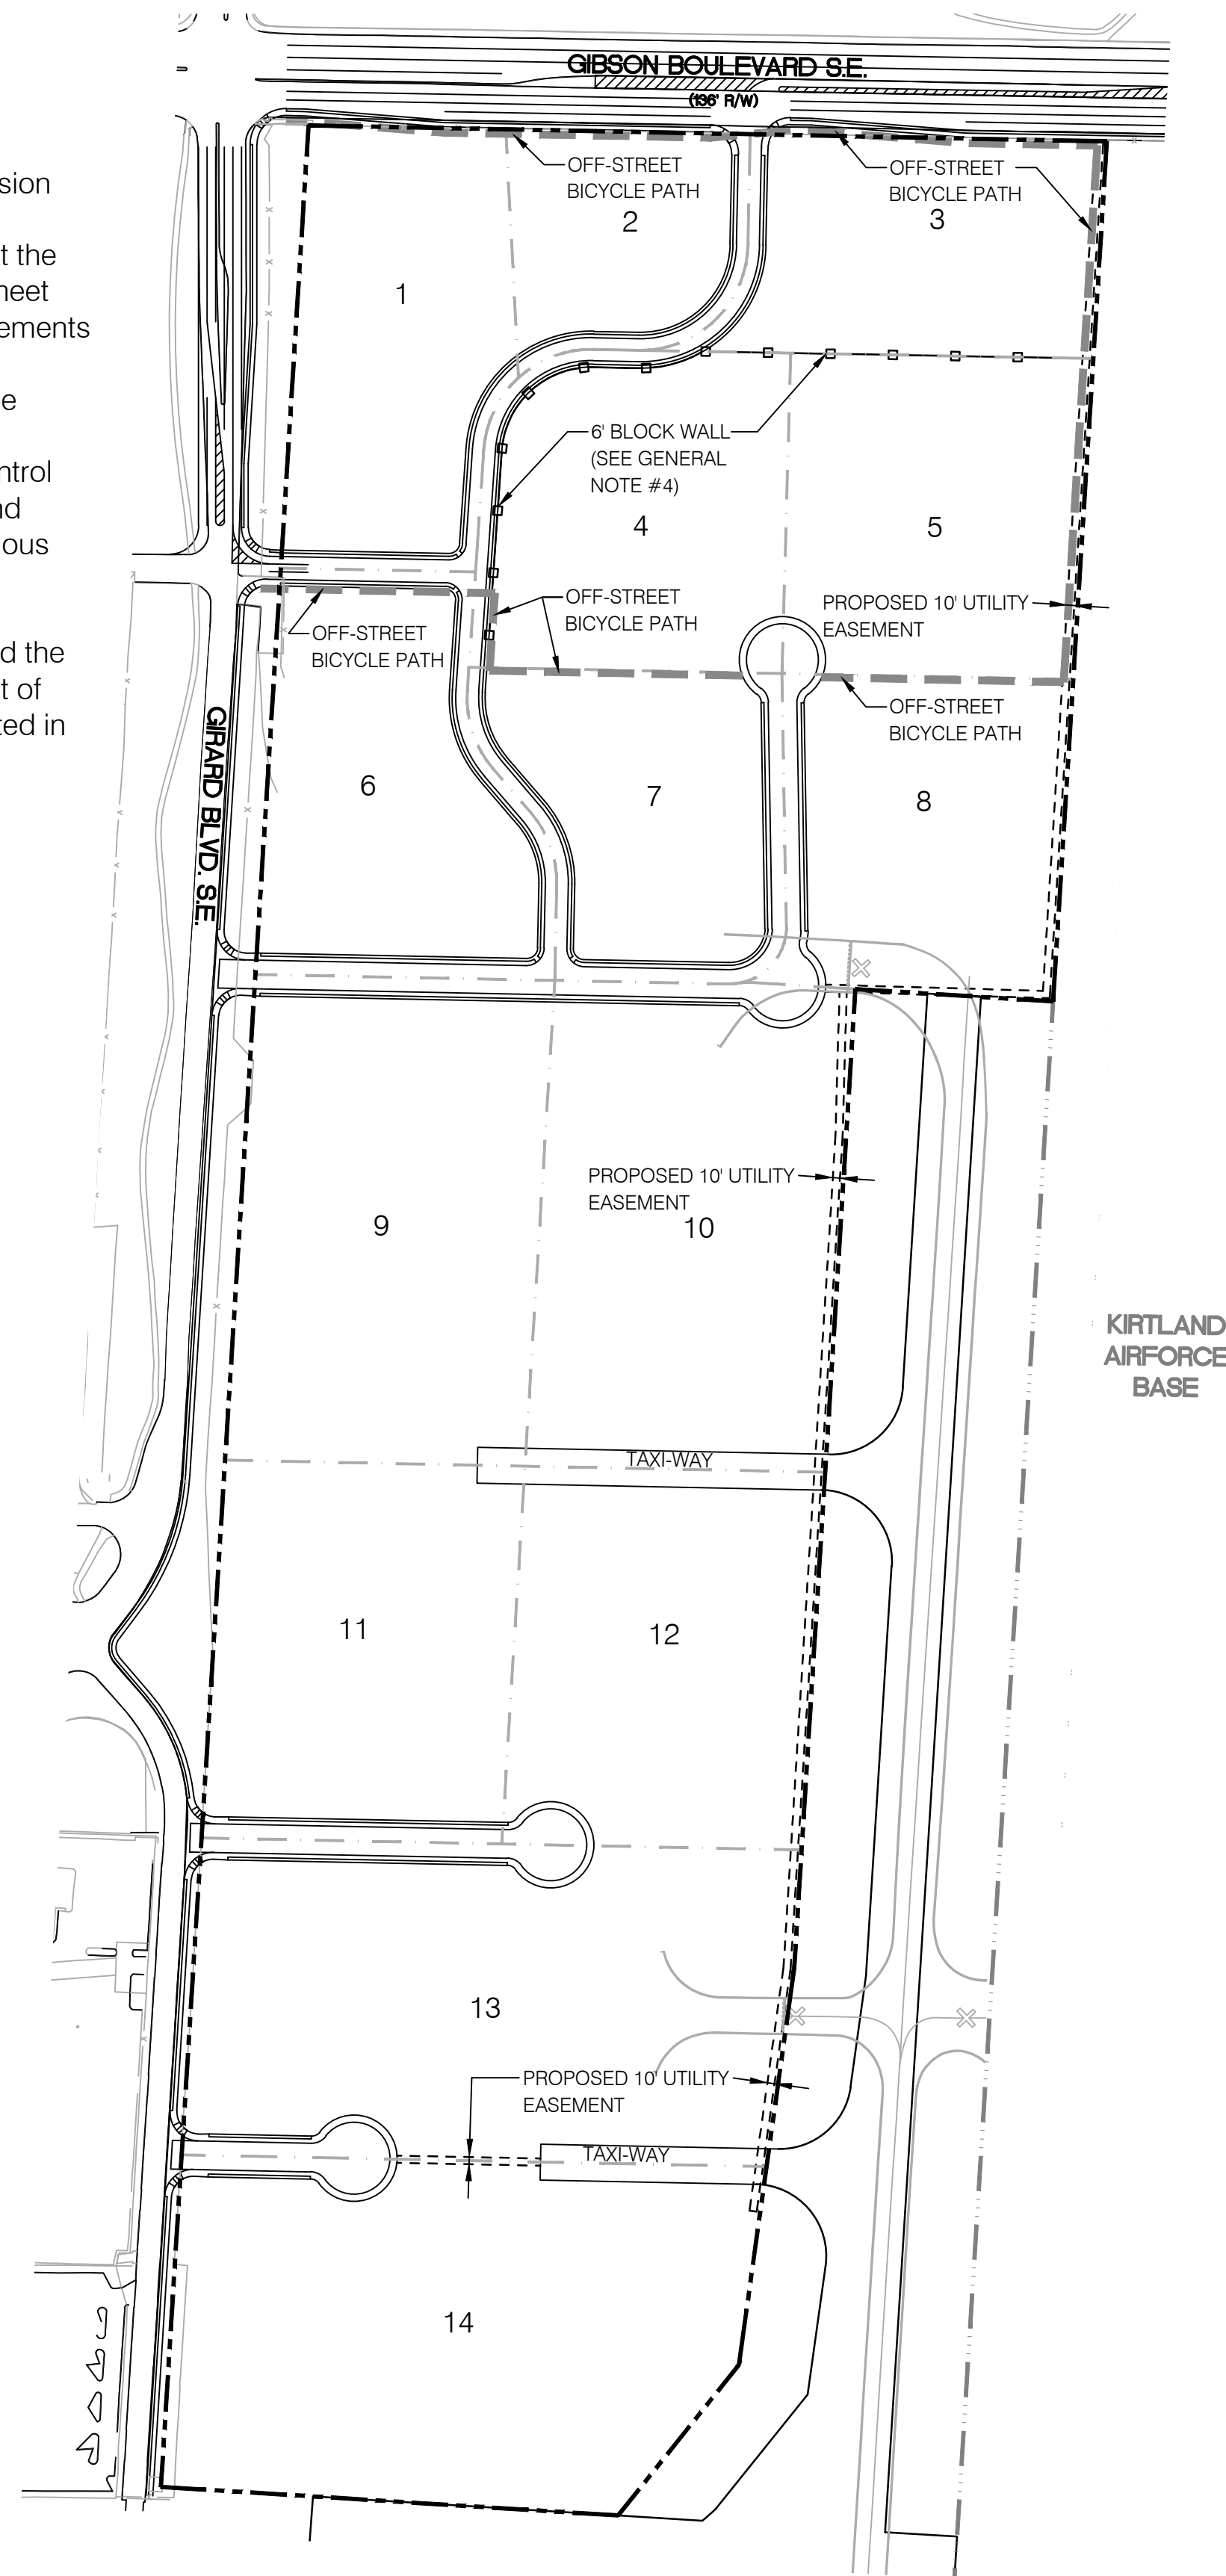 GIBSON BOULEVARD S.E.
(136' R/W)
OFF-STREET
BICYCLE PATH
2
OFF-STREET
BICYCLE PATH
3
1
6' BLOCK WALL
(SEE GENERAL
NOTE #4)
4
5
OFF-STREET
BICYCLE PATH
PROPOSED 10' UTILITY
EASEMENT
OFF-STREET
BICYCLE PATH
OFF-STREET
BICYCLE PATH
GIRARD BLVD. S.E.
6
7
8
PROPOSED 10' UTILITY
EASEMENT
9
10
KIRTLAND
AIRFORCE
BASE
TAXI-WAY
11
12
13
PROPOSED 10' UTILITY
EASEMENT
TAXI-WAY
14
sion
t the
neet
ements
e
ntrol
nd
ous
d the
t of
ted in